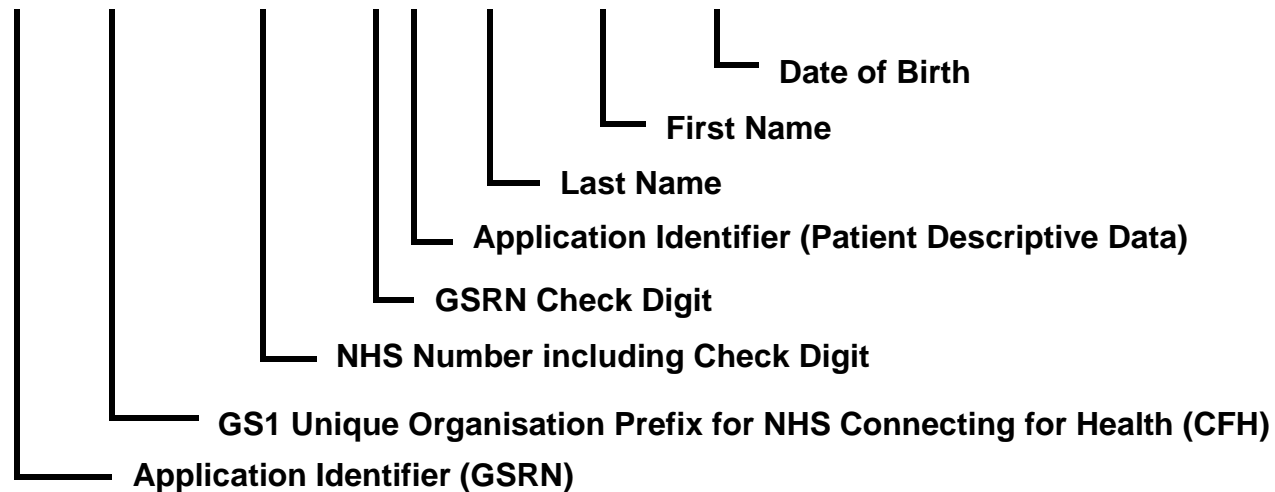 Date of Birth
First Name
Last Name
Application Identifier (Patient Descriptive Data)
GSRN Check Digit
NHS Number including Check Digit
GS1 Unique Organisation Prefix for NHS Connecting for Health (CFH)
Application Identifier (GSRN)